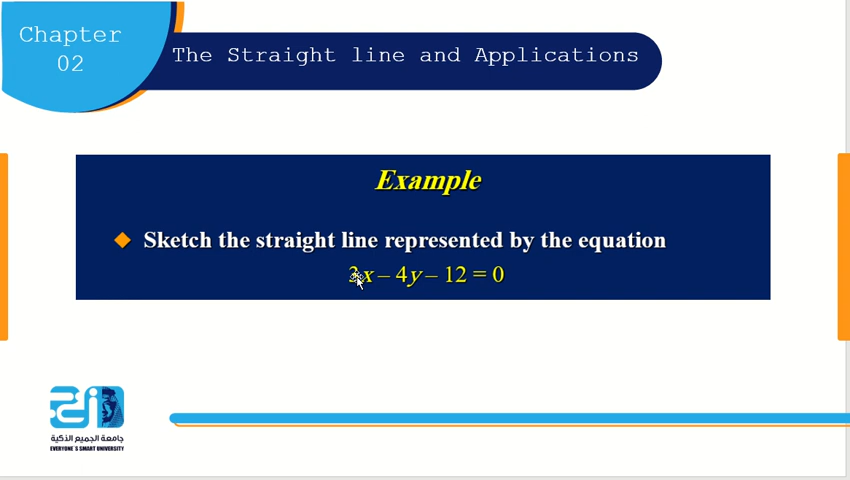 Chapter
02
The Straight line and Applications
Example
Sketch the straight line represented by the equation
3x – 4y – 12 = 0
جامعة الجميع الذكية
EVERYONE'S SMART UNIVERSITY